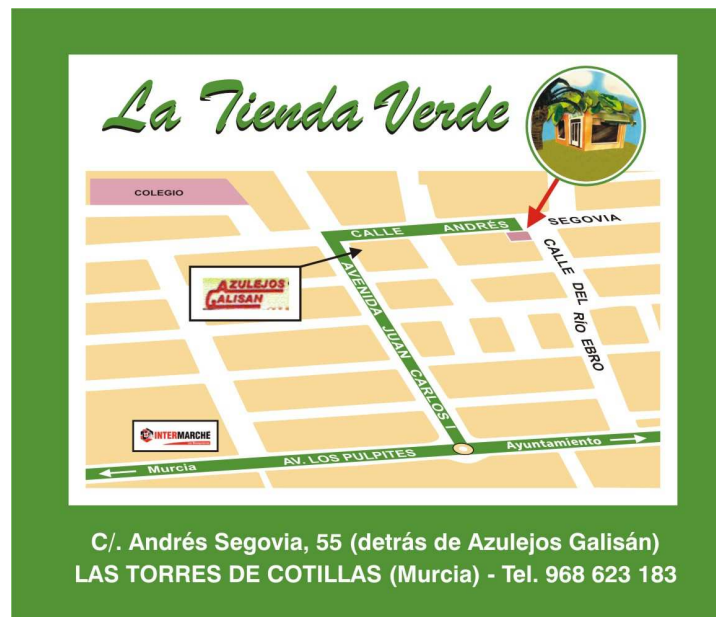 La Tienda Verde
COLEGIO
CALLE ANDRÉS SEGOVIA
AZULEJOS
GALISAN
AVENIDA JUAN CARLOS I
CALLE DEL RÍO EBRO
INTERMARCHE
Murcia
AV. LOS PULPITES
Ayuntamiento
C/. Andrés Segovia, 55 (detrás de Azulejos Galisán)
LAS TORRES DE COTILLAS (Murcia) - Tel. 968 623 183